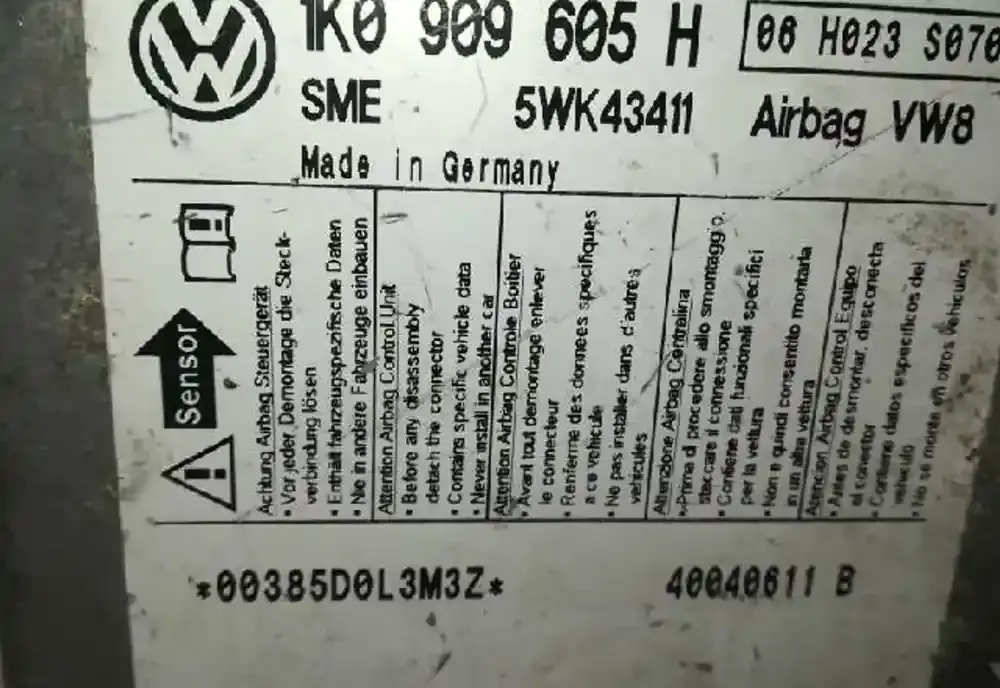 1K0 909 605 H
06 H023 S070
SME
5WK43411
Airbag VW8
Made in Germany
Sensor
Achtung Airbag Steuergerät
• Vor jeder Demontage die Steck-
verbindung lösen
• Enthält fahrzeugspezifische Daten
• Nie in andere Fahrzeuge einbauen
Attention Airbag Control Unit
• Before any disassembly
detach the connector
• Contains specific vehicle data
• Never install in another car
Attention Airbag Controle Boitier
• Avant tout demontage enlever
le connecteur
• Renferme des donnees specifiques
a ce vehicule
• Ne pas installer dans d'autres
vehicules
Attenzione Airbag Centralina
• Prima di procedere allo smontaggio,
staccare il connessione
• Contiene dati funzionali specifici
per la vettura
• Non e quindi consentito montarla
in un altra vettura
Atencion Airbag Control Equipo
• Antes de desmontar, desconecta
el conector
• Contiene datos especificos del
vehiculo
• No se monte en otros vehiculos
*00385D0L3M3Z*
40040611 B